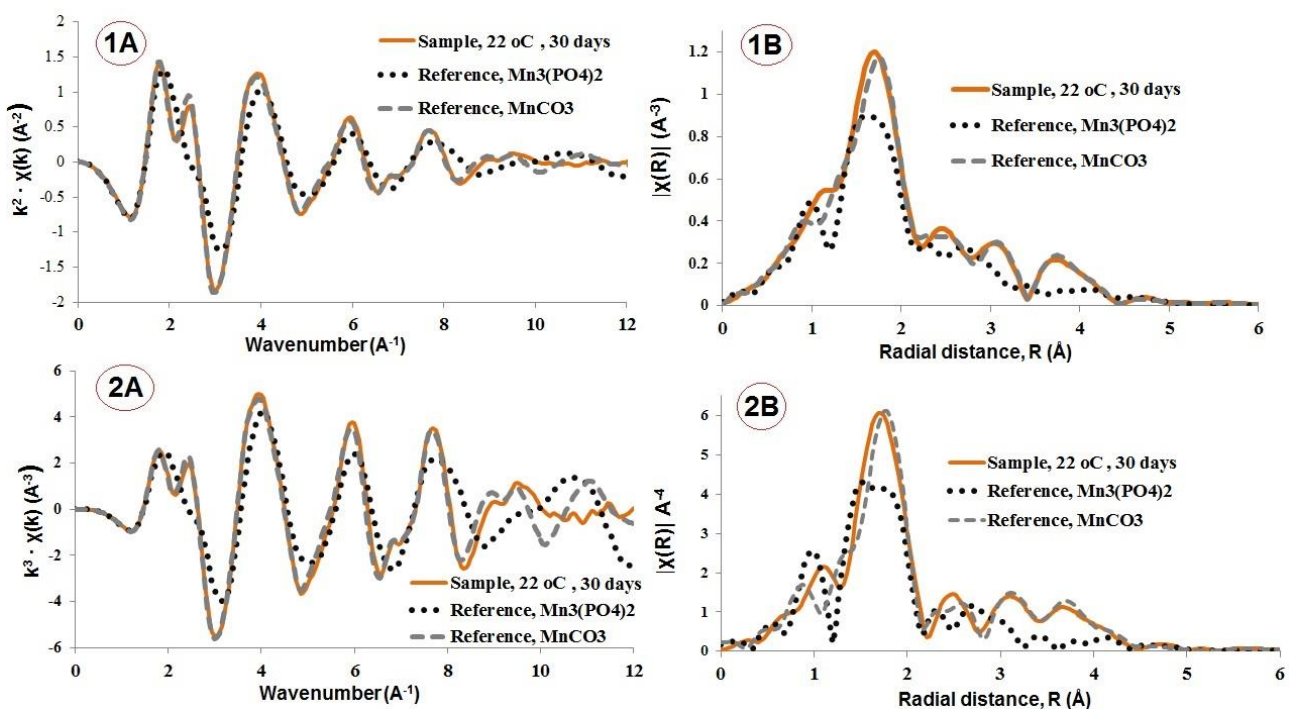 1A
k² · χ(k) (A⁻²)
2
1.5
1
0.5
0
-0.5
-1
-1.5
-2
Sample, 22 oC , 30 days
Reference, Mn3(PO4)2
Reference, MnCO3
0 2 4 6 8 10 12
Wavenumber (A⁻¹)
1B
|χ(R)| (A⁻³)
1.2
1
0.8
0.6
0.4
0.2
0
Sample, 22 oC , 30 days
Reference, Mn3(PO4)2
Reference, MnCO3
0 1 2 3 4 5 6
Radial distance, R (Å)
2A
k³ · χ(k) (A⁻³)
6
4
2
0
-2
-4
-6
Sample, 22 oC , 30 days
Reference, Mn3(PO4)2
Reference, MnCO3
0 2 4 6 8 10 12
Wavenumber (A⁻¹)
2B
|χ(R)| A⁻⁴
6
5
4
3
2
1
0
Sample, 22 oC , 30 days
Reference, Mn3(PO4)2
Reference, MnCO3
0 1 2 3 4 5 6
Radial distance, R (Å)